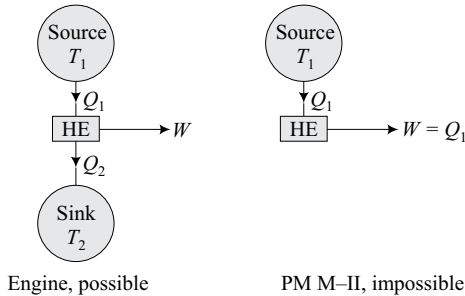 Source
T1
Q1
HE
W
Q2
Sink
T2
Engine, possible
Source
T1
Q1
HE
W = Q1
PM M–II, impossible